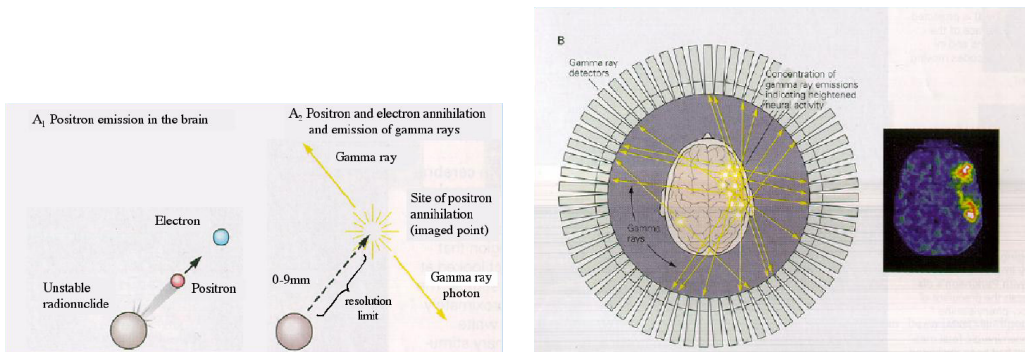 A₁ Positron emission in the brain
Electron
Positron
Unstable
radionuclide
A₂ Positron and electron annihilation
and emission of gamma rays
Gamma ray
Site of positron
annihilation
(imaged point)
0-9mm
resolution
limit
Gamma ray
photon
B
Gamma ray
detectors
Concentration of
gamma ray emissions
indicating heightened
neural activity
Gamma
rays